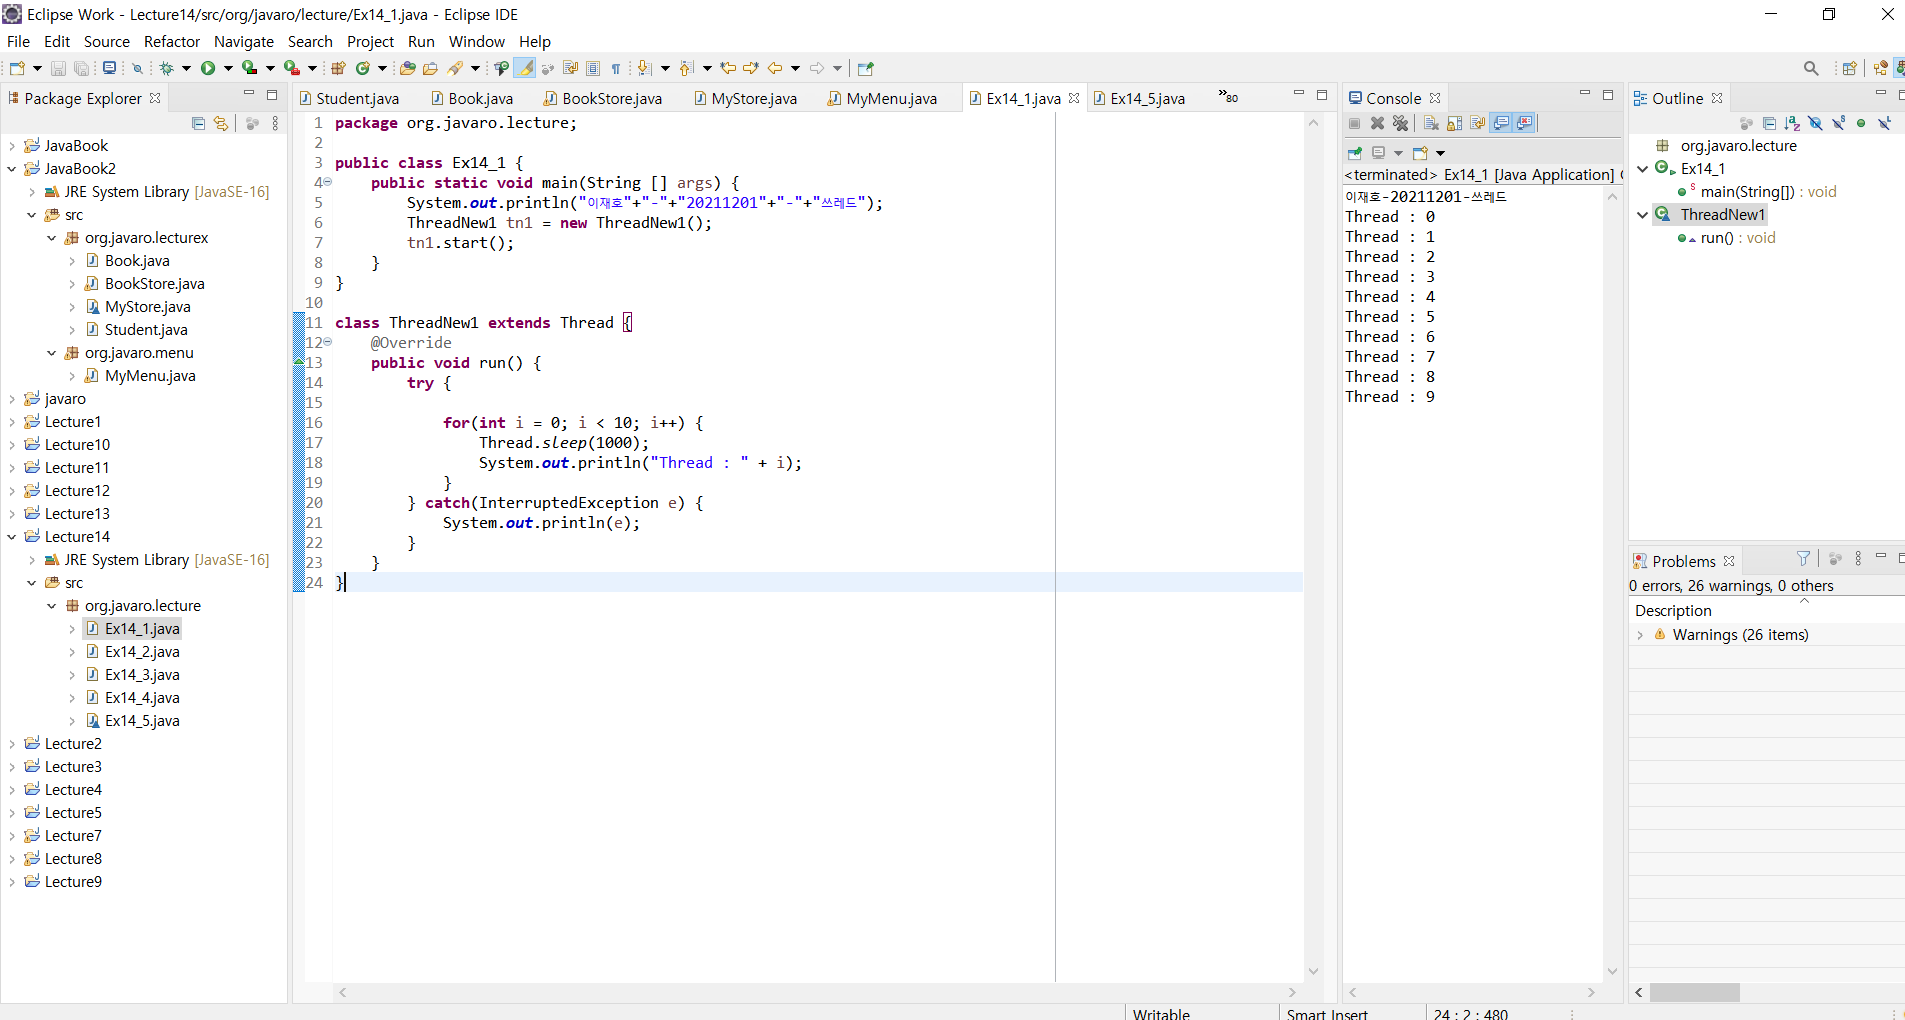 Eclipse Work - Lecture14/src/org/javaro/lecture/Ex14_1.java - Eclipse IDE
File Edit Source Refactor Navigate Search Project Run Window Help
Package Explorer
JavaBook
JavaBook2
JRE System Library [JavaSE-16]
src
org.javaro.lecturex
Book.java
BookStore.java
MyStore.java
Student.java
org.javaro.menu
MyMenu.java
javaro
Lecture1
Lecture10
Lecture11
Lecture12
Lecture13
Lecture14
JRE System Library [JavaSE-16]
src
org.javaro.lecture
Ex14_1.java
Ex14_2.java
Ex14_3.java
Ex14_4.java
Ex14_5.java
Lecture2
Lecture3
Lecture4
Lecture5
Lecture7
Lecture8
Lecture9
Student.java Book.java BookStore.java MyStore.java MyMenu.java Ex14_1.java Ex14_5.java »80
1 package org.javaro.lecture;
2
3 public class Ex14_1 {
4 public static void main(String [] args) {
5 System.out.println("이재호"+"-"+"20211201"+"-"+"쓰레드");
6 ThreadNew1 tn1 = new ThreadNew1();
7 tn1.start();
8 }
9 }
10
11 class ThreadNew1 extends Thread {
12 @Override
13 public void run() {
14 try {
15
16 for(int i = 0; i < 10; i++) {
17 Thread.sleep(1000);
18 System.out.println("Thread : " + i);
19 }
20 } catch(InterruptedException e) {
21 System.out.println(e);
22 }
23 }
24 }
Console
<terminated> Ex14_1 [Java Application]
이재호-20211201-쓰레드
Thread : 0
Thread : 1
Thread : 2
Thread : 3
Thread : 4
Thread : 5
Thread : 6
Thread : 7
Thread : 8
Thread : 9
Outline
org.javaro.lecture
Ex14_1
main(String[]) : void
ThreadNew1
run() : void
Problems
0 errors, 26 warnings, 0 others
Description
Warnings (26 items)
Writable Smart Insert 24 : 2 : 480